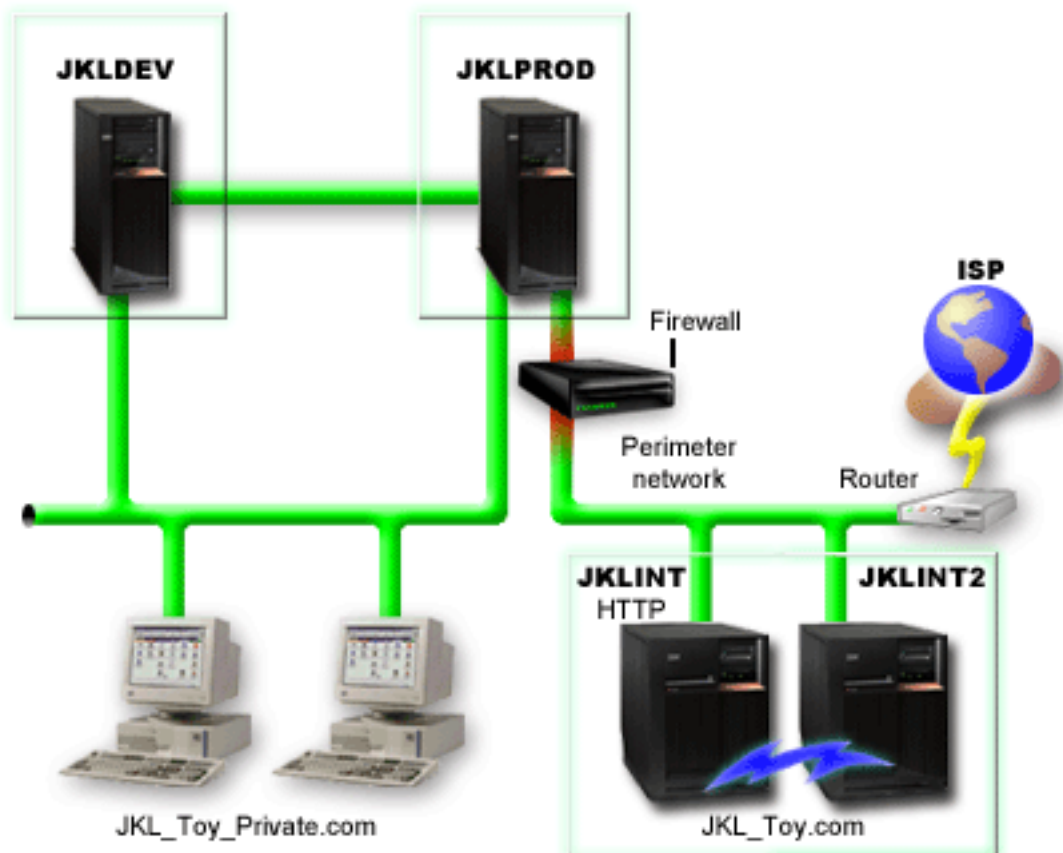 JKLDEV
JKLPROD
ISP
Firewall
Perimeter
network
Router
JKLINT
HTTP
JKLINT2
JKL_Toy_Private.com
JKL_Toy.com